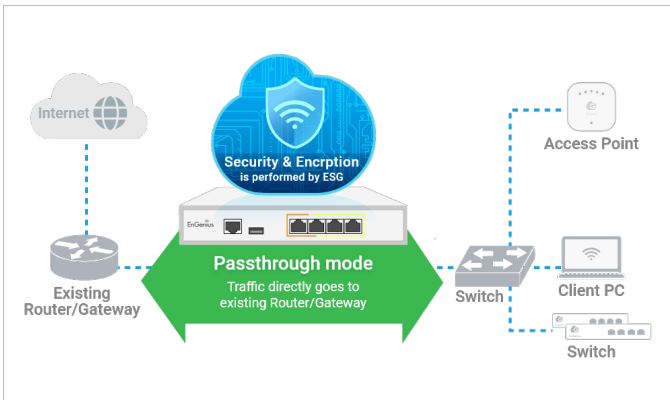 Internet
Security & Encrption
is performed by ESG
Access Point
EnGenius
Passthrough mode
Traffic directly goes to
existing Router/Gateway
Existing
Router/Gateway
Switch
Client PC
Switch